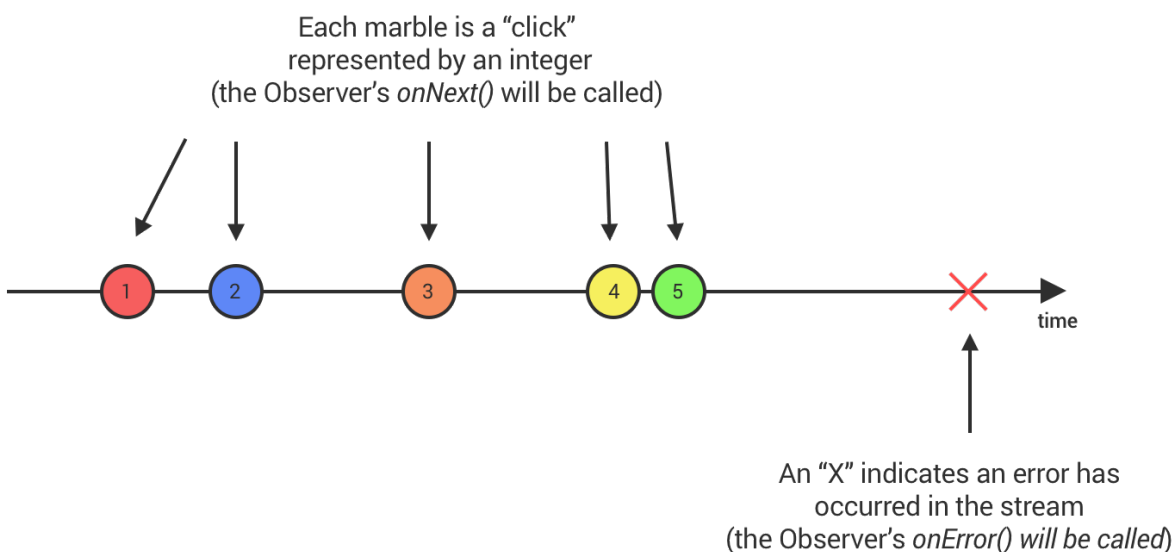 Each marble is a “click”
represented by an integer
(the Observer’s onNext() will be called)
1
2
3
4
5
time
An “X” indicates an error has
occurred in the stream
(the Observer’s onError() will be called)